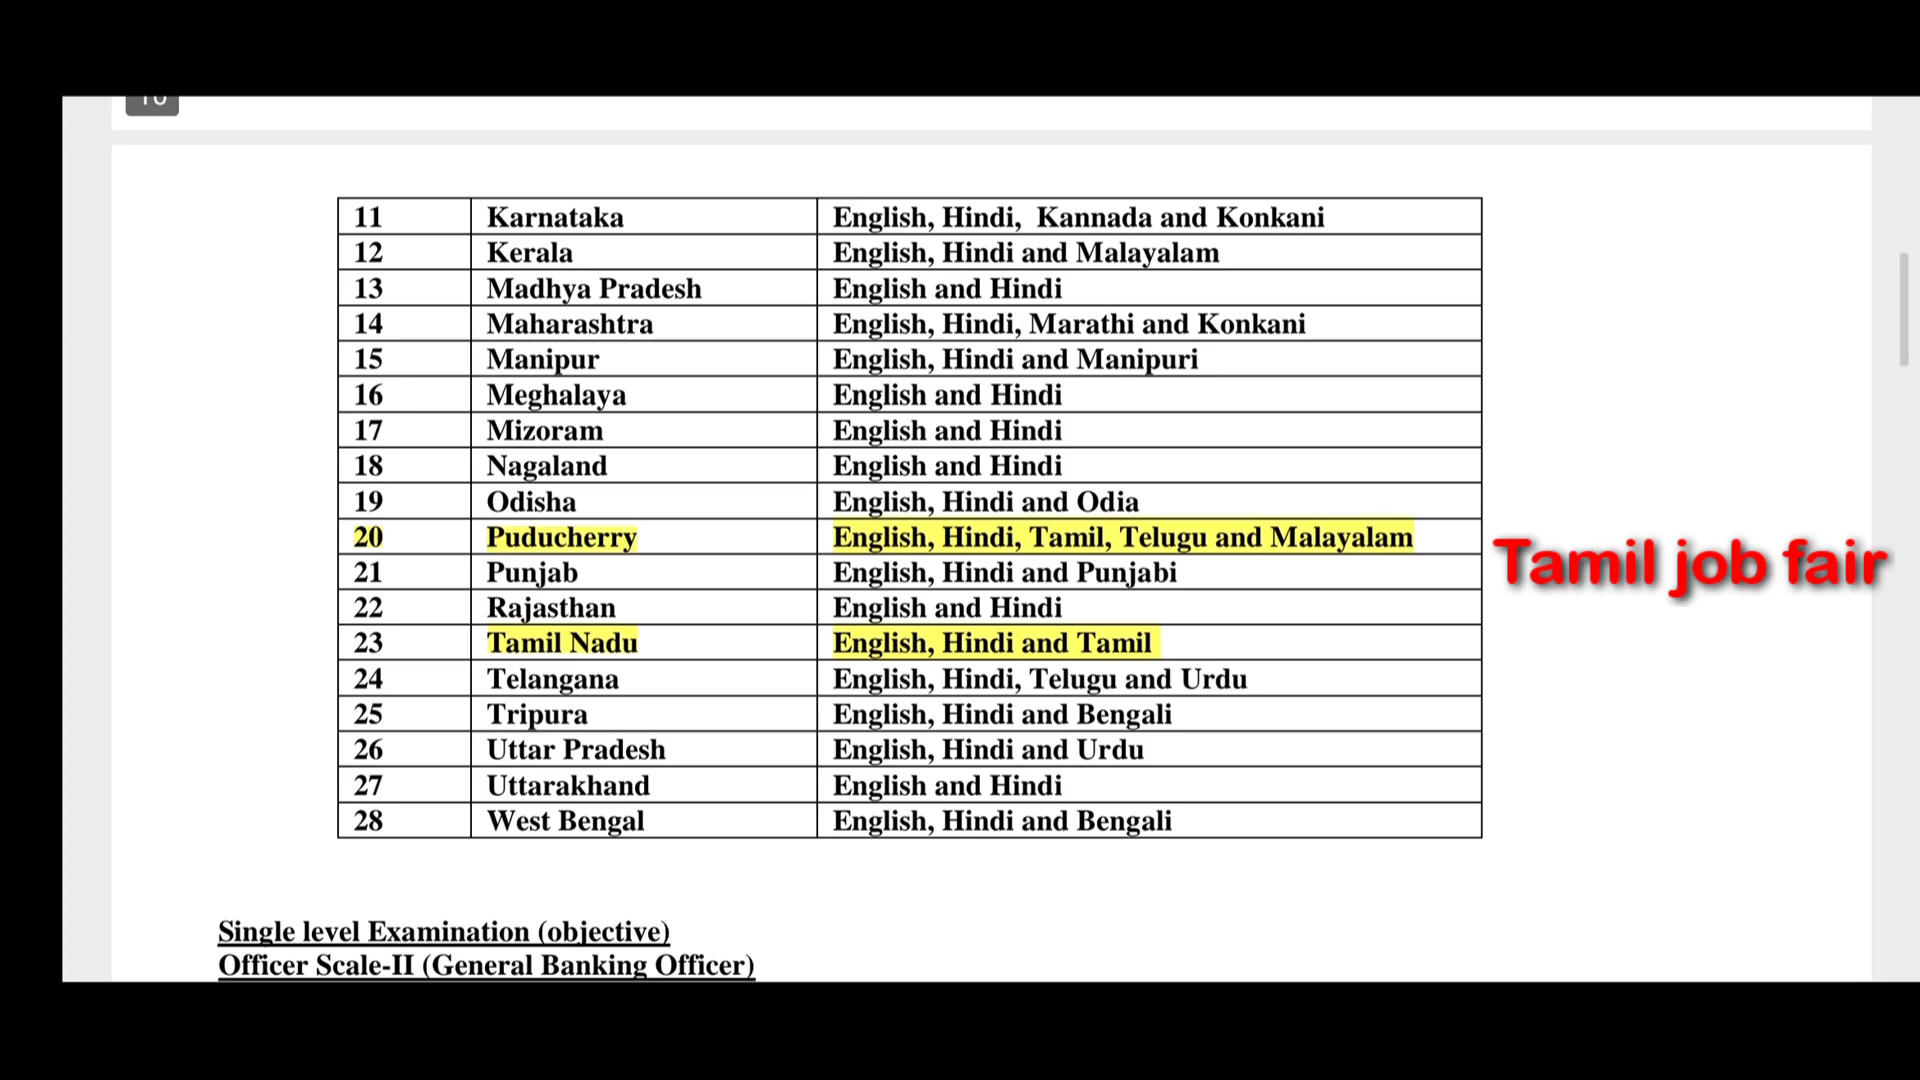 11 Karnataka English, Hindi, Kannada and Konkani
12 Kerala English, Hindi and Malayalam
13 Madhya Pradesh English and Hindi
14 Maharashtra English, Hindi, Marathi and Konkani
15 Manipur English, Hindi and Manipuri
16 Meghalaya English and Hindi
17 Mizoram English and Hindi
18 Nagaland English and Hindi
19 Odisha English, Hindi and Odia
20 Puducherry English, Hindi, Tamil, Telugu and Malayalam
Tamil job fair
21 Punjab English, Hindi and Punjabi
22 Rajasthan English and Hindi
23 Tamil Nadu English, Hindi and Tamil
24 Telangana English, Hindi, Telugu and Urdu
25 Tripura English, Hindi and Bengali
26 Uttar Pradesh English, Hindi and Urdu
27 Uttarakhand English and Hindi
28 West Bengal English, Hindi and Bengali
Single level Examination (objective)
Officer Scale-II (General Banking Officer)